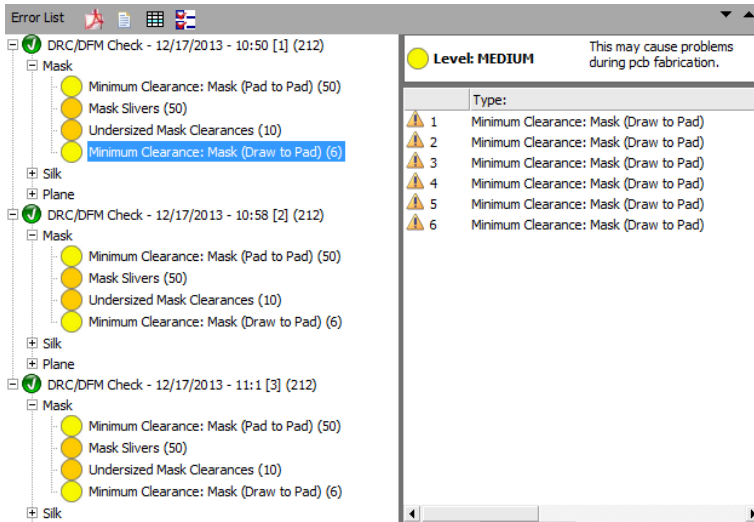 Error List
DRC/DFM Check - 12/17/2013 - 10:50 [1] (212)
Mask
Minimum Clearance: Mask (Pad to Pad) (50)
Mask Slivers (50)
Undersized Mask Clearances (10)
Minimum Clearance: Mask (Draw to Pad) (6)
Silk
Plane
DRC/DFM Check - 12/17/2013 - 10:58 [2] (212)
Mask
Minimum Clearance: Mask (Pad to Pad) (50)
Mask Slivers (50)
Undersized Mask Clearances (10)
Minimum Clearance: Mask (Draw to Pad) (6)
Silk
Plane
DRC/DFM Check - 12/17/2013 - 11:1 [3] (212)
Mask
Minimum Clearance: Mask (Pad to Pad) (50)
Mask Slivers (50)
Undersized Mask Clearances (10)
Minimum Clearance: Mask (Draw to Pad) (6)
Silk
Level: MEDIUM
This may cause problems
during pcb fabrication.
Type:
1 Minimum Clearance: Mask (Draw to Pad)
2 Minimum Clearance: Mask (Draw to Pad)
3 Minimum Clearance: Mask (Draw to Pad)
4 Minimum Clearance: Mask (Draw to Pad)
5 Minimum Clearance: Mask (Draw to Pad)
6 Minimum Clearance: Mask (Draw to Pad)